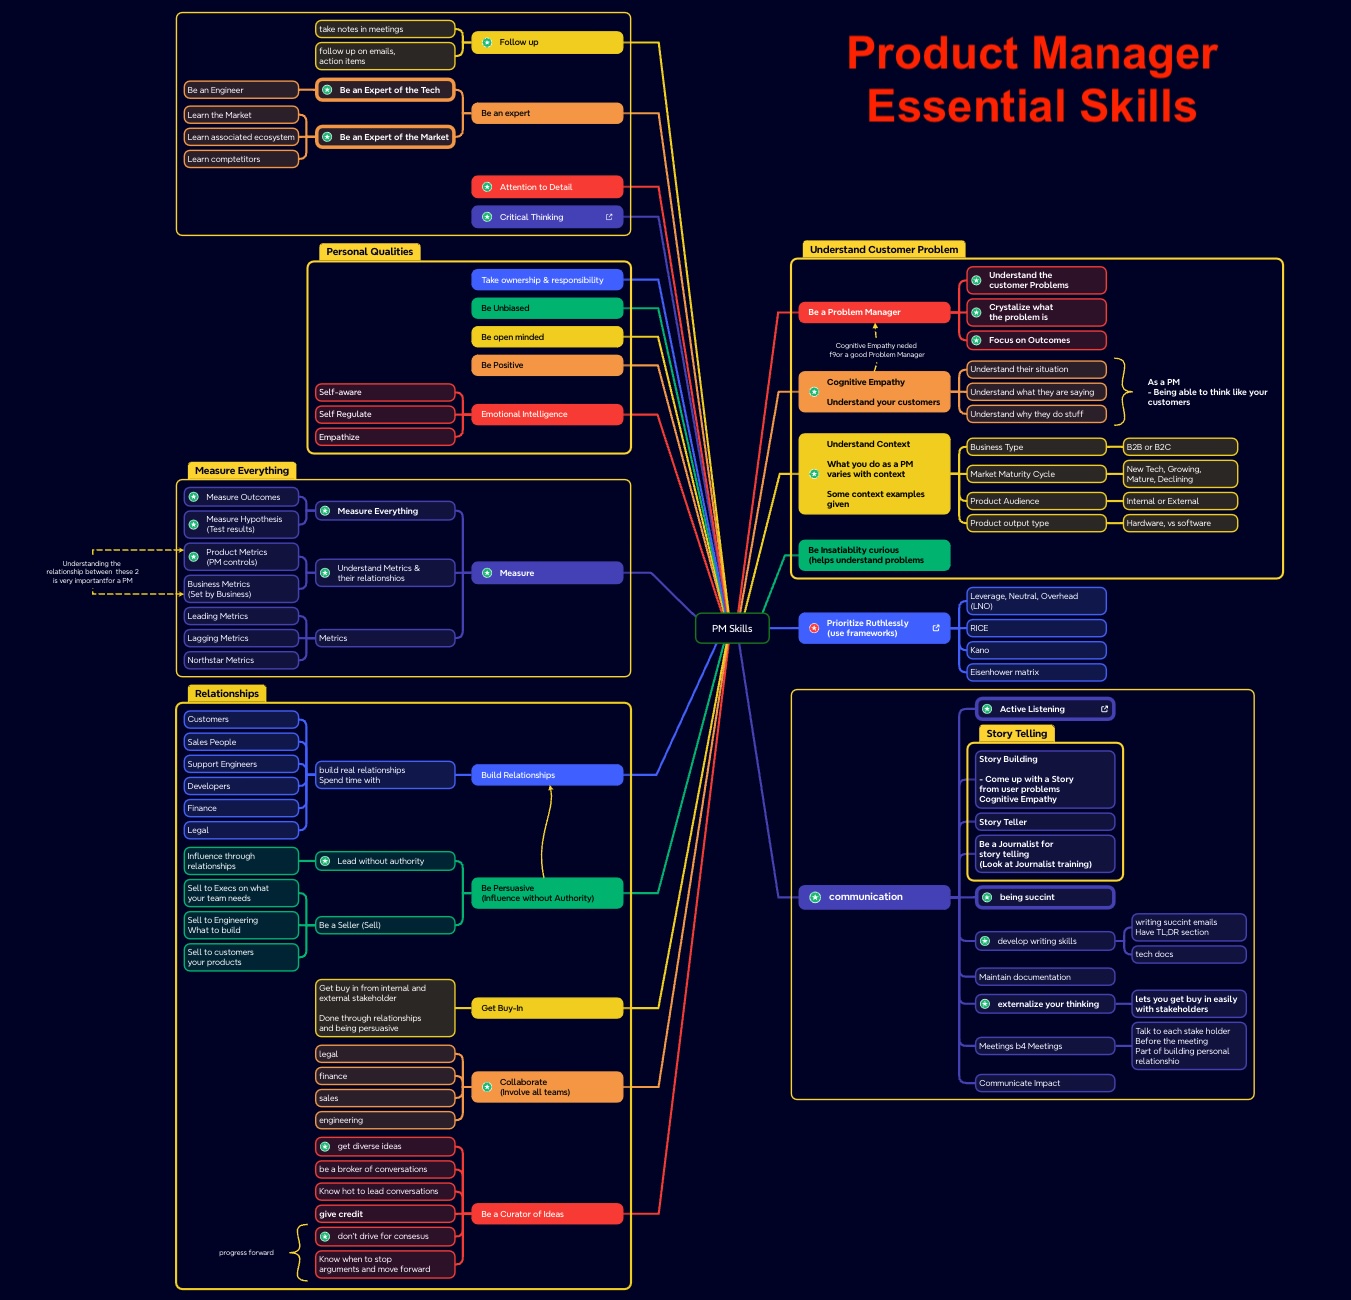 Product Manager
Essential Skills
take notes in meetings
follow up on emails,
action items
Follow up
Be an Engineer
Be an Expert of the Tech
Learn the Market
Learn associated ecosystem
Learn comptetitors
Be an Expert of the Market
Be an expert
Attention to Detail
Critical Thinking
Personal Qualities
Take ownership & responsibility
Be Unbiased
Be open minded
Be Positive
Self-aware
Self Regulate
Empathize
Emotional Intelligence
Measure Everything
Measure Outcomes
Measure Hypothesis
(Test results)
Measure Everything
Product Metrics
(PM controls)
Business Metrics
(Set by Business)
Understand Metrics &
their relationshios
Understanding the
relationship between these 2
is very importantfor a PM
Leading Metrics
Lagging Metrics
Northstar Metrics
Metrics
Measure
PM Skills
Relationships
Customers
Sales People
Support Engineers
Developers
Finance
Legal
build real relationships
Spend time with
Build Relationships
Influence through
relationships
Lead without authority
Sell to Execs on what
your team needs
Sell to Engineering
What to build
Sell to customers
your products
Be a Seller (Sell)
Be Persuasive
(Influence without Authority)
Get buy in from internal and
external stakeholder
Done through relationships
and being persuasive
Get Buy-In
legal
finance
sales
engineering
Collaborate
(Involve all teams)
get diverse ideas
be a broker of conversations
Know hot to lead conversations
give credit
don't drive for consesus
Know when to stop
arguments and move forward
progress forward
Be a Curator of Ideas
Understand Customer Problem
Be a Problem Manager
Understand the
customer Problems
Crystalize what
the problem is
Focus on Outcomes
Cognitive Empathy neded
f9or a good Problem Manager
Cognitive Empathy
Understand your customers
Understand their situation
Understand what they are saying
Understand why they do stuff
As a PM
- Being able to think like your
customers
Understand Context
What you do as a PM
varies with context
Some context examples
given
Business Type
B2B or B2C
Market Maturity Cycle
New Tech, Growing,
Mature, Declining
Product Audience
Internal or External
Product output type
Hardware, vs software
Be Insatiablity curious
(helps understand problems
Prioritize Ruthlessly
(use frameworks)
Leverage, Neutral, Overhead
(LNO)
RICE
Kano
Eisenhower matrix
communication
Active Listening
Story Telling
Story Building
- Come up with a Story
from user problems
Cognitive Empathy
Story Teller
Be a Journalist for
story telling
(Look at Journalist training)
being succint
develop writing skills
writing succint emails
Have TL,DR section
tech docs
Maintain documentation
externalize your thinking
lets you get buy in easily
with stakeholders
Meetings b4 Meetings
Talk to each stake holder
Before the meeting
Part of building personal
relationshio
Communicate Impact